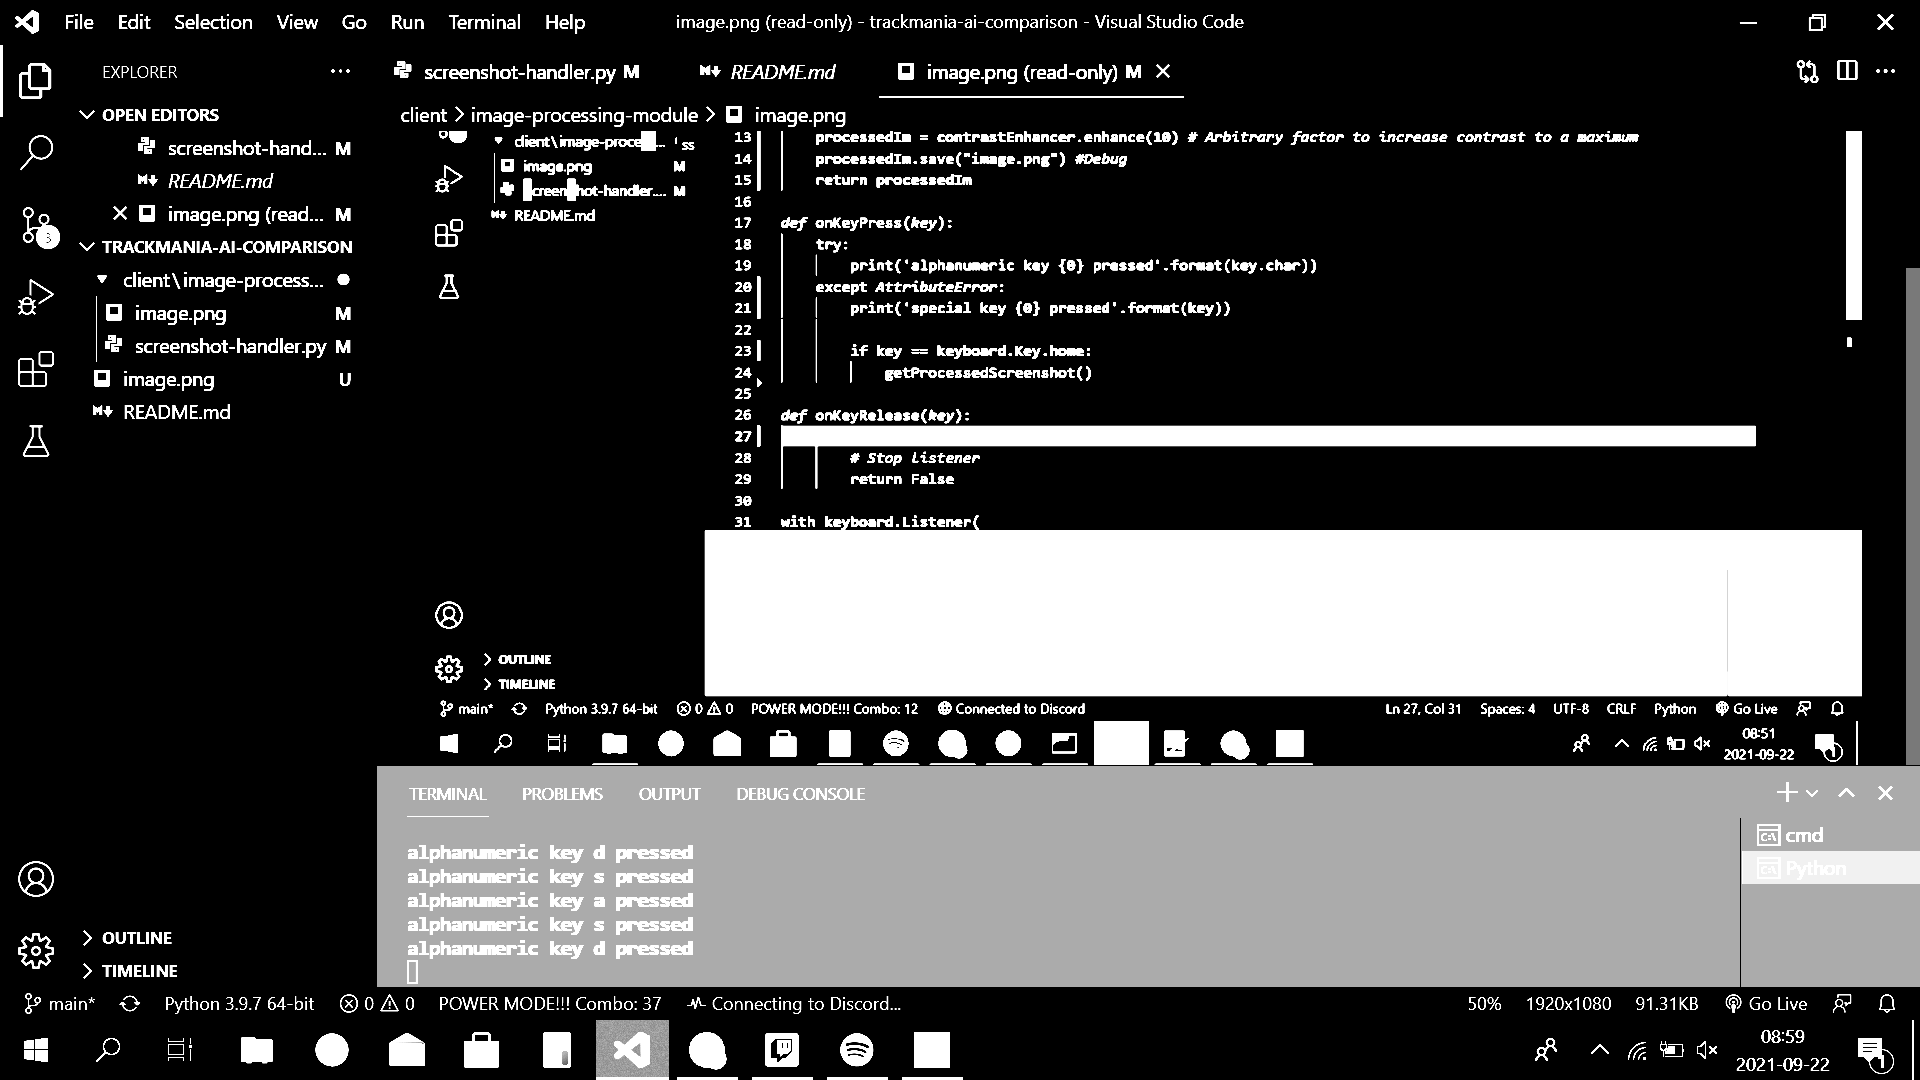 File Edit Selection View Go Run Terminal Help image.png (read-only) - trackmania-ai-comparison - Visual Studio Code
EXPLORER
screenshot-handler.py M README.md image.png (read-only) M
OPEN EDITORS
client > image-processing-module > image.png
screenshot-hand... M
README.md
image.png (read... M
TRACKMANIA-AI-COMPARISON
client\image-process...
image.png M
screenshot-handler.py M
image.png U
README.md
client\image-proce ... ss
image.png M
creen hot-handler.... M
README.md
13 processedIm = contrastEnhancer.enhance(10) # Arbitrary factor to increase contrast to a maximum
14 processedIm.save("image.png") #Debug
15 return processedIm
16
17 def onKeyPress(key):
18 try:
19 print('alphanumeric key {0} pressed'.format(key.char))
20 except AttributeError:
21 print('special key {0} pressed'.format(key))
22
23 if key == keyboard.Key.home:
24 getProcessedScreenshot()
25
26 def onKeyRelease(key):
27
28 # Stop listener
29 return False
30
31 with keyboard.Listener(
OUTLINE
TIMELINE
main* Python 3.9.7 64-bit 0 0 POWER MODE!!! Combo: 12 Connected to Discord Ln 27, Col 31 Spaces: 4 UTF-8 CRLF Python Go Live
08:51
2021-09-22
1
TERMINAL PROBLEMS OUTPUT DEBUG CONSOLE
cmd
Python
alphanumeric key d pressed
alphanumeric key s pressed
alphanumeric key a pressed
alphanumeric key s pressed
alphanumeric key d pressed
OUTLINE
TIMELINE
main* Python 3.9.7 64-bit 0 0 POWER MODE!!! Combo: 37 Connecting to Discord... 50% 1920x1080 91.31KB Go Live
08:59
2021-09-22
1
3